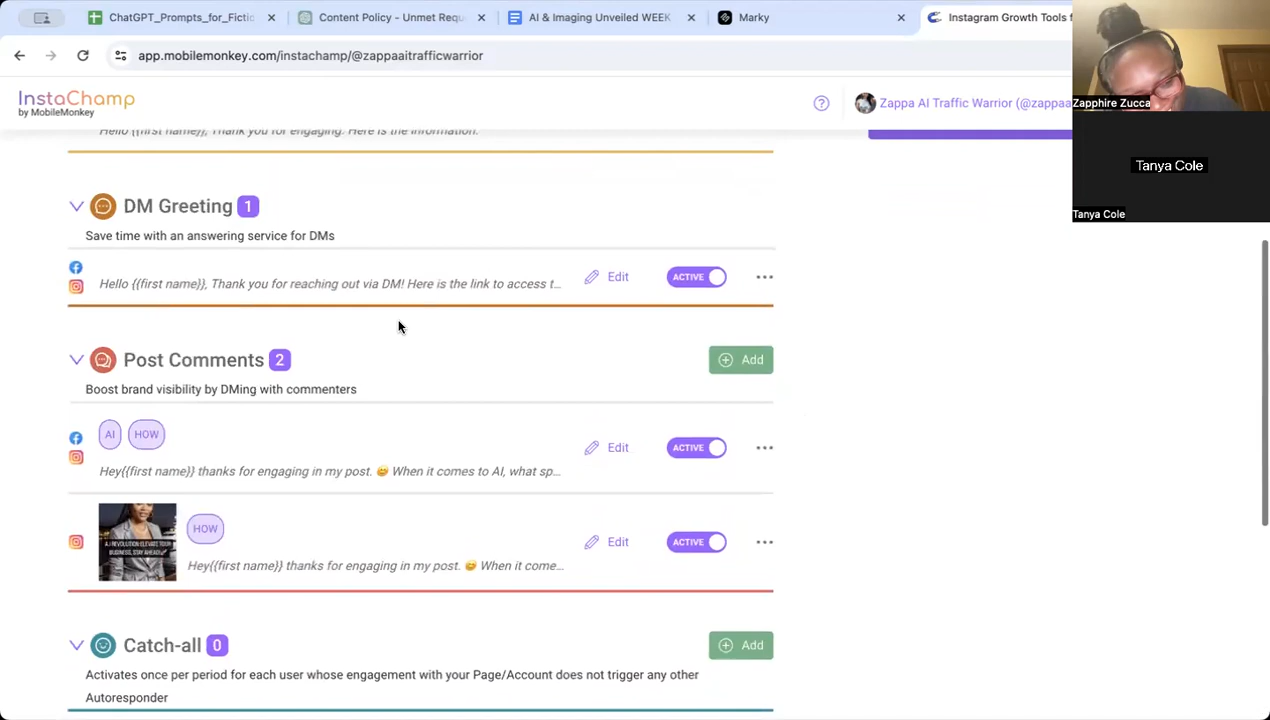 ChatGPT_Prompts_for_Fictio
Content Policy - Unmet Requ
AI & Imaging Unveiled WEEK
Marky
Instagram Growth Tools f
app.mobilemonkey.com/instachamp/@zappaaitrafficwarrior
InstaChamp
by MobileMonkey
Zappa AI Traffic Warrior (@zappaa
Zapphire Zucca
Tanya Cole
Tanya Cole
Hello {{first name}}, Thank you for engaging. Here is the information.
DM Greeting 1
Save time with an answering service for DMs
Hello {{first name}}, Thank you for reaching out via DM! Here is the link to access t...
Edit
ACTIVE
Post Comments 2
Add
Boost brand visibility by DMing with commenters
AI HOW
Hey{{first name}} thanks for engaging in my post. 😊 When it comes to AI, what sp...
Edit
ACTIVE
A.I REVOLUTION: ELEVATE YOUR
BUSINESS, STAY AHEAD!
HOW
Hey{{first name}} thanks for engaging in my post. 😊 When it come...
Edit
ACTIVE
Catch-all 0
Add
Activates once per period for each user whose engagement with your Page/Account does not trigger any other
Autoresponder